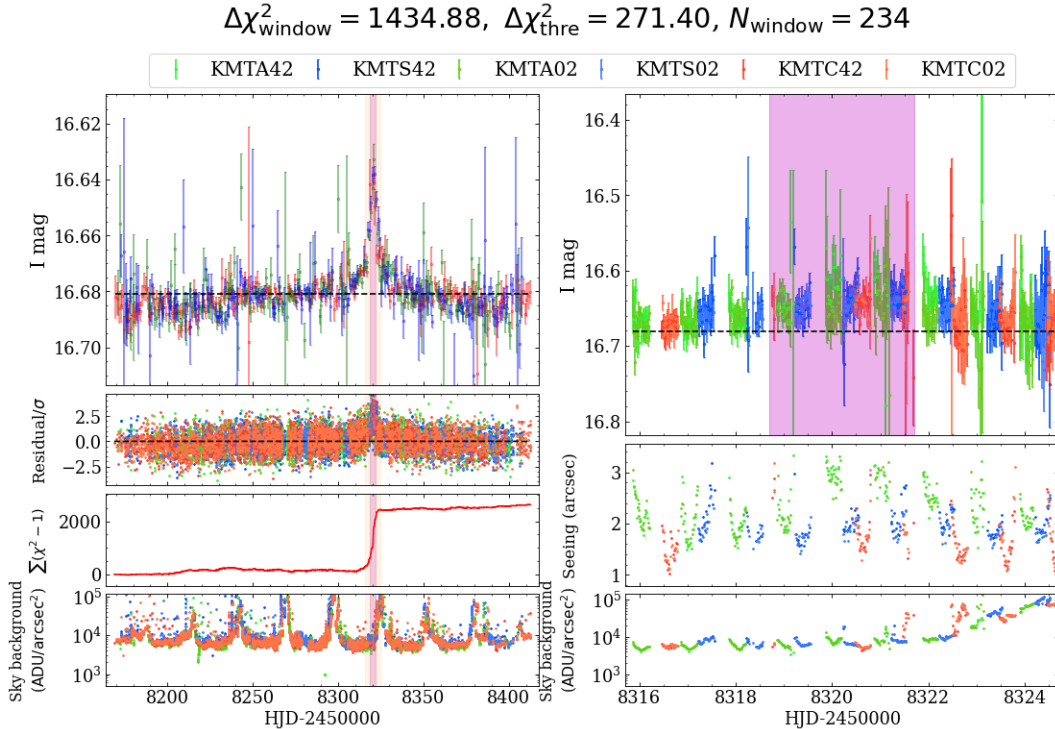 Δχ²window = 1434.88, Δχ²thre = 271.40, Nwindow = 234
KMTA42 KMTS42 KMTA02 KMTS02 KMTC42 KMTC02
I mag
16.62
16.64
16.66
16.68
16.70
Residual/σ
2.5
0.0
−2.5
∑(χ² − 1)
2000
0
Sky background
(ADU/arcsec²)
10⁵
10⁴
10³
8200 8250 8300 8350 8400
HJD-2450000
I mag
16.4
16.5
16.6
16.7
16.8
Seeing (arcsec)
3
2
1
Sky background
(ADU/arcsec²)
10⁵
10⁴
10³
8316 8318 8320 8322 8324
HJD-2450000